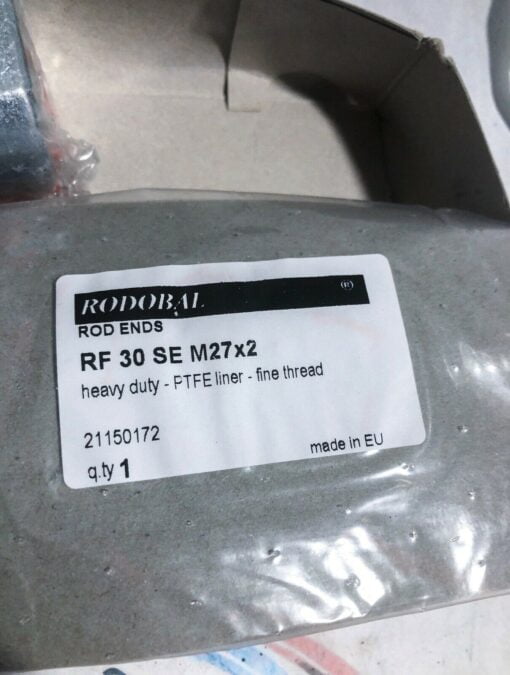 RODOBAL ®
ROD ENDS
RF 30 SE M27x2
heavy duty - PTFE liner - fine thread
21150172
made in EU
q.ty 1